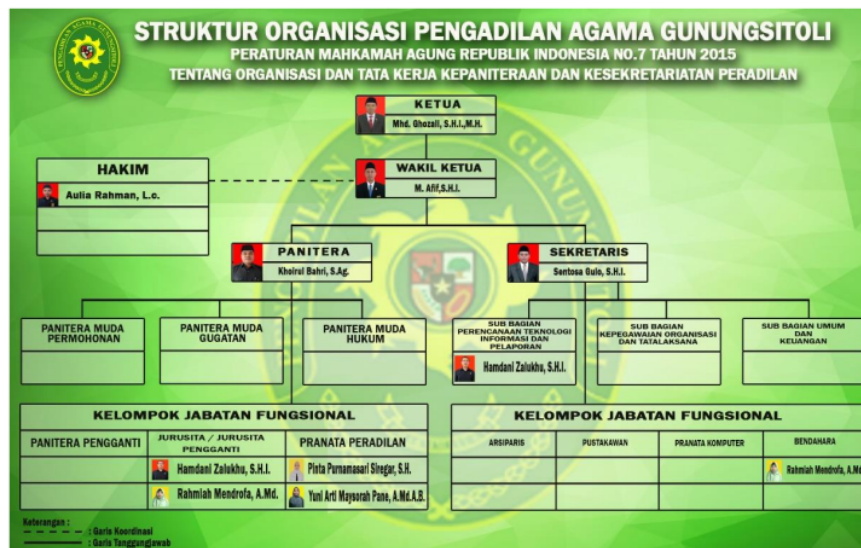 STRUKTUR ORGANISASI PENGADILAN AGAMA GUNUNGSITOLI
PERATURAN MAHKAMAH AGUNG REPUBLIK INDONESIA NO.7 TAHUN 2015
TENTANG ORGANISASI DAN TATA KERJA KEPANITERAAN DAN KESEKRETARIATAN PERADILAN
KETUA
Mhd. Ghozali, S.H.I.,M.H.
HAKIM
Aulia Rahman, L.c.
WAKIL KETUA
M. Afif,S.H.I.
PANITERA
Khoirul Bahri, S.Ag.
SEKRETARIS
Sentosa Gulo, S.H.I.
PANITERA MUDA
PERMOHONAN
PANITERA MUDA
GUGATAN
PANITERA MUDA
HUKUM
SUB BAGIAN
PERENCANAAN TEKNOLOGI
INFORMASI DAN
PELAPORAN
Hamdani Zalukhu, S.H.I.
SUB BAGIAN
KEPEGAWAIAN ORGANISASI
DAN TATALAKSANA
SUB BAGIAN UMUM
DAN
KEUANGAN
KELOMPOK JABATAN FUNGSIONAL
PANITERA PENGGANTI
JURUSITA / JURUSITA
PENGGANTI
PRANATA PERADILAN
Hamdani Zalukhu, S.H.I.
Pinta Purnamasari Siregar, S.H.
Rahmiah Mendrofa, A.Md.
Yuni Arti Maysorah Pane, A.Md.A.B.
KELOMPOK JABATAN FUNGSIONAL
ARSIPARIS
PUSTAKAWAN
PRANATA KOMPUTER
BENDAHARA
Rahmiah Mendrofa, A.Md
Keterangan :
: Garis Koordinasi
: Garis Tanggungjawab